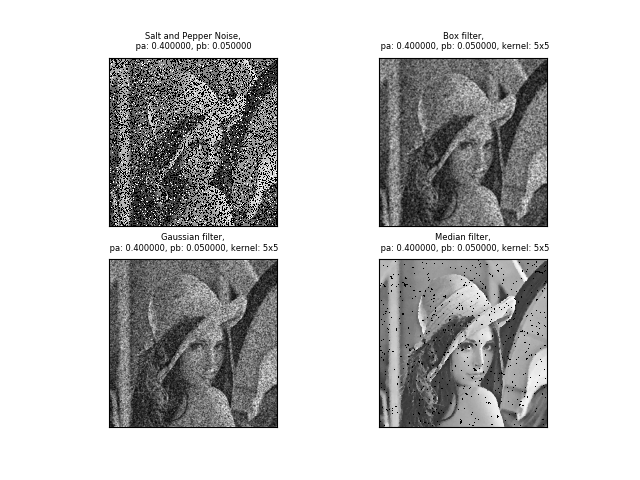 Salt and Pepper Noise,
pa: 0.400000, pb: 0.050000
Box filter,
pa: 0.400000, pb: 0.050000, kernel: 5x5
Gaussian filter,
pa: 0.400000, pb: 0.050000, kernel: 5x5
Median filter,
pa: 0.400000, pb: 0.050000, kernel: 5x5